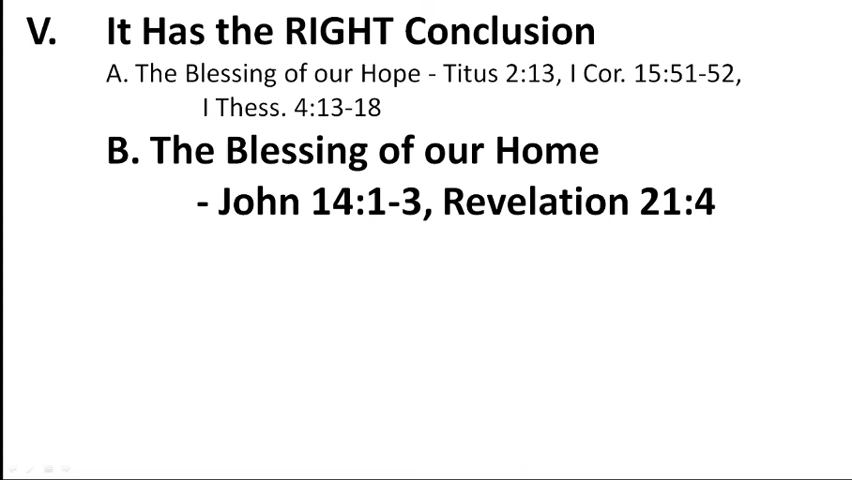 V. It Has the RIGHT Conclusion
A. The Blessing of our Hope - Titus 2:13, I Cor. 15:51-52,
I Thess. 4:13-18
B. The Blessing of our Home
- John 14:1-3, Revelation 21:4